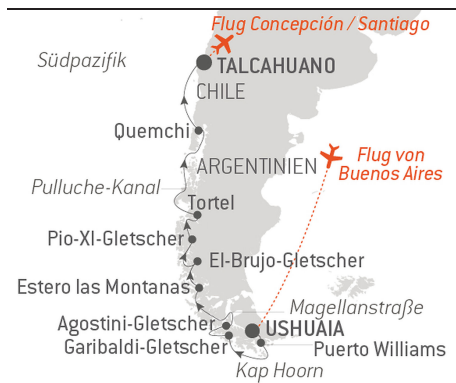 Flug Concepción / Santiago
Südpazifik
TALCAHUANO
CHILE
Quemchi
ARGENTINIEN
Flug von
Buenos Aires
Pulluche-Kanal
Tortel
Pio-XI-Gletscher
El-Brujo-Gletscher
Estero las Montanas
Magellanstraße
Agostini-Gletscher
USHUAIA
Garibaldi-Gletscher
Puerto Williams
Kap Hoorn